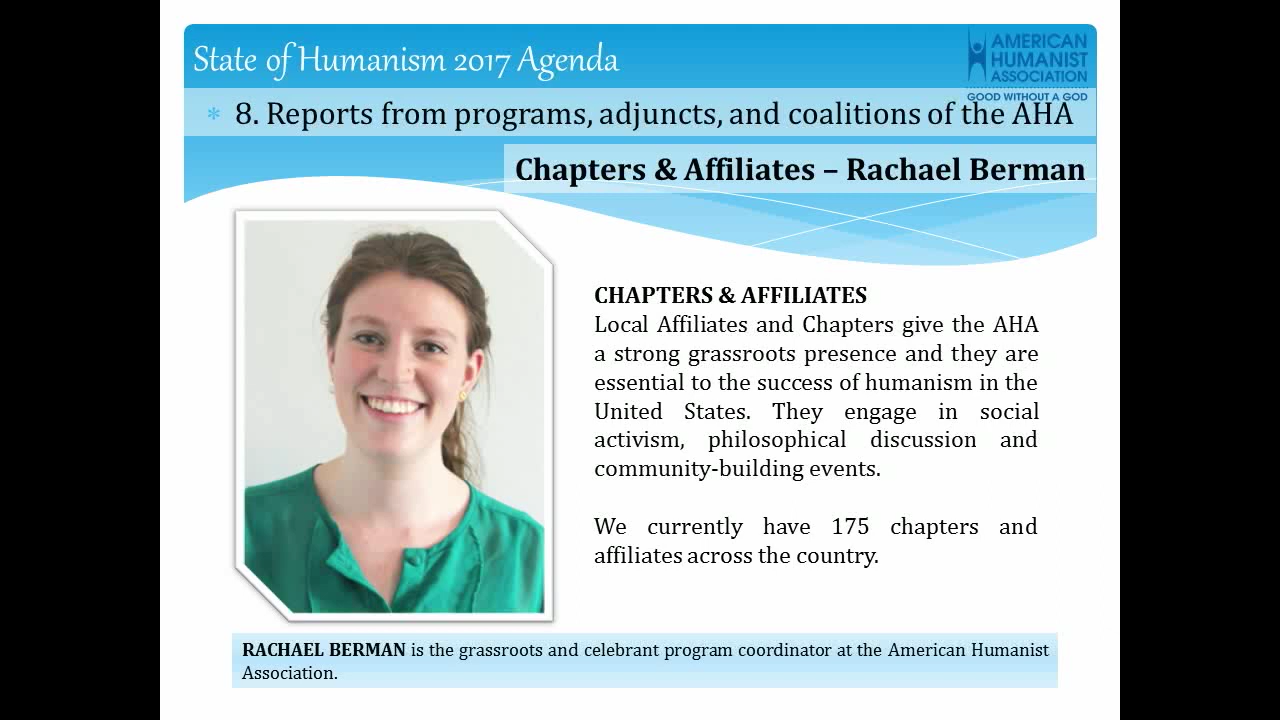 State of Humanism 2017 Agenda
AMERICAN
HUMANIST
ASSOCIATION
GOOD WITHOUT A GOD
* 8. Reports from programs, adjuncts, and coalitions of the AHA
Chapters & Affiliates – Rachael Berman
CHAPTERS & AFFILIATES
Local Affiliates and Chapters give the AHA
a strong grassroots presence and they are
essential to the success of humanism in the
United States. They engage in social
activism, philosophical discussion and
community-building events.
We currently have 175 chapters and
affiliates across the country.
RACHAEL BERMAN is the grassroots and celebrant program coordinator at the American Humanist
Association.